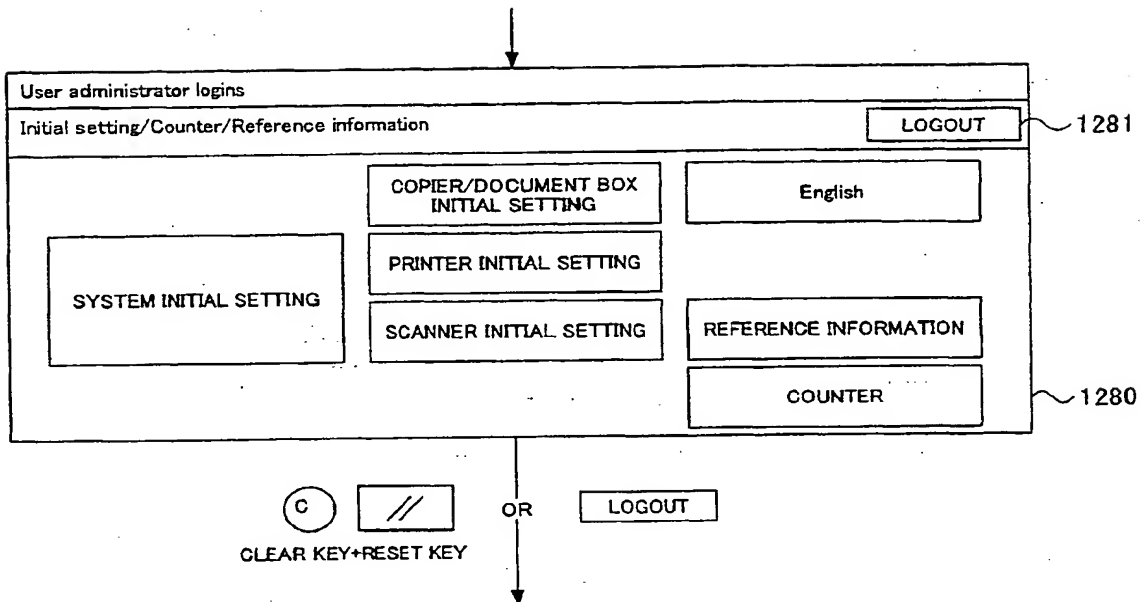 User administrator logins
Initial setting/Counter/Reference information
LOGOUT
1281
COPIER/DOCUMENT BOX
INITIAL SETTING
English
PRINTER INITIAL SETTING
SYSTEM INITIAL SETTING
SCANNER INITIAL SETTING
REFERENCE INFORMATION
COUNTER
1280
C
//
OR
LOGOUT
CLEAR KEY+RESET KEY